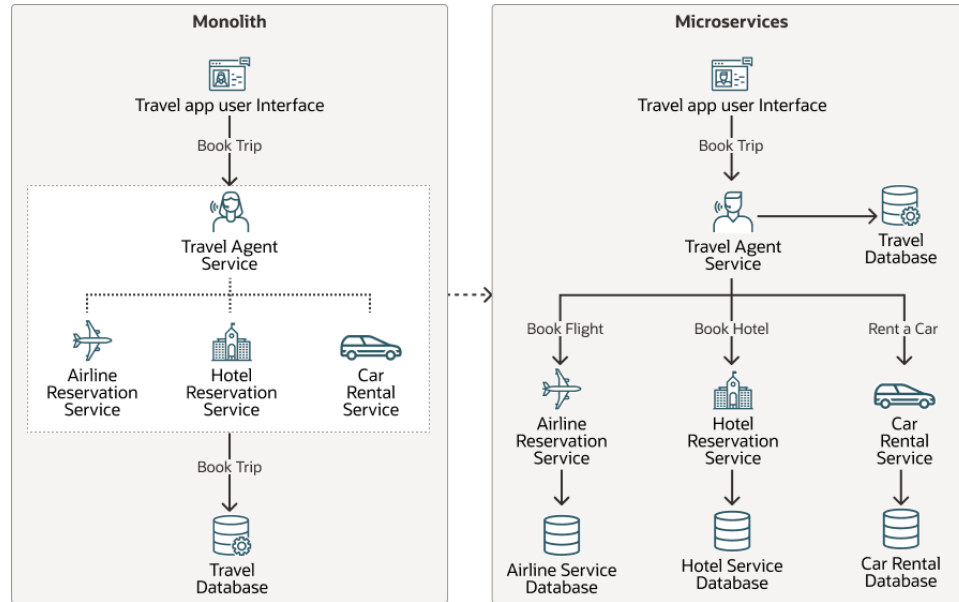 Monolith
Travel app user Interface
Book Trip
Travel Agent
Service
Airline
Reservation
Service
Hotel
Reservation
Service
Car
Rental
Service
Book Trip
Travel
Database
Microservices
Travel app user Interface
Book Trip
Travel Agent
Service
Travel
Database
Book Flight
Book Hotel
Rent a Car
Airline
Reservation
Service
Hotel
Reservation
Service
Car
Rental
Service
Airline Service
Database
Hotel Service
Database
Car Rental
Database